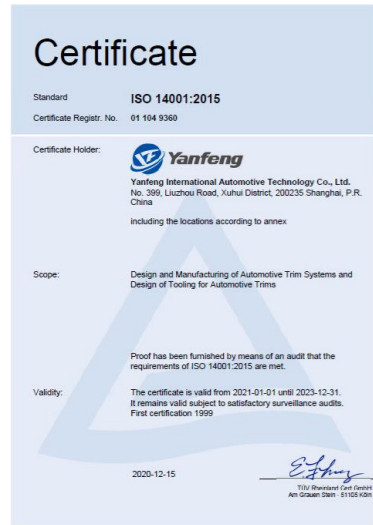 Certificate
Standard ISO 14001:2015
Certificate Registr. No. 01 104 9360
Certificate Holder:
YF Yanfeng
Yanfeng International Automotive Technology Co., Ltd.
No. 399, Liuzhou Road, Xuhui District, 200235 Shanghai, P.R.
China
including the locations according to annex
Scope: Design and Manufacturing of Automotive Trim Systems and
Design of Tooling for Automotive Trims
Proof has been furnished by means of an audit that the
requirements of ISO 14001:2015 are met.
Validity: The certificate is valid from 2021-01-01 until 2023-12-31.
It remains valid subject to satisfactory surveillance audits.
First certification 1999
2020-12-15
TÜV Rheinland Cert GmbH
Am Grauen Stein · 51105 Köln